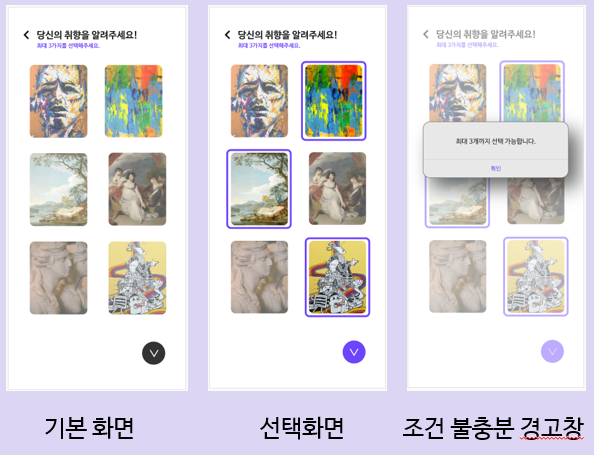 당신의 취향을 알려주세요!
최대 3가지를 선택해주세요.
당신의 취향을 알려주세요!
최대 3가지를 선택해주세요.
당신의 취향을 알려주세요!
최대 3가지를 선택해주세요.
최대 3개까지 선택 가능합니다.
확인
기본 화면
선택화면
조건 불충분 경고창